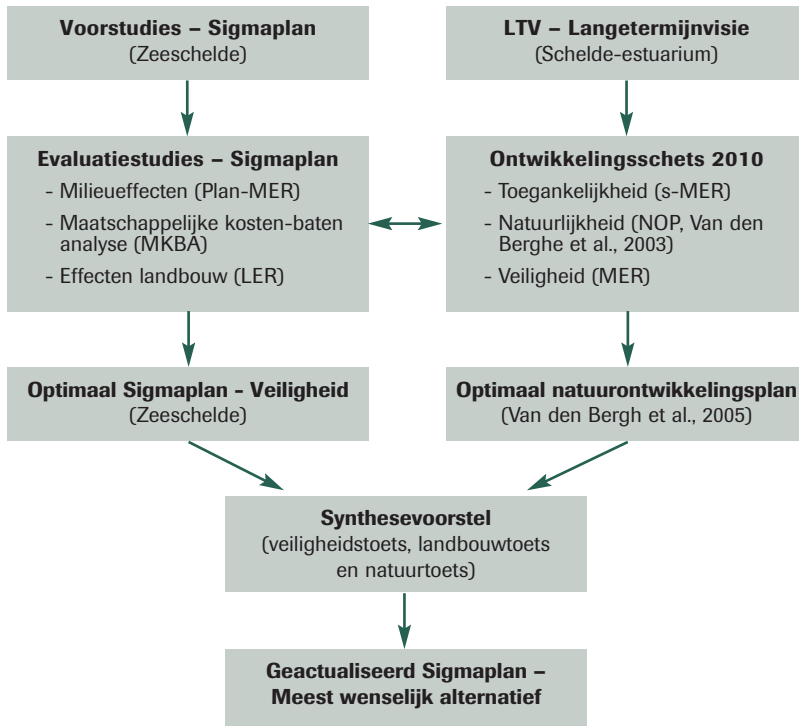 Voorstudies – Sigmaplan
(Zeeschelde)
LTV – Langetermijnvisie
(Schelde-estuarium)
Evaluatiestudies – Sigmaplan
- Milieueffecten (Plan-MER)
- Maatschappelijke kosten-baten
analyse (MKBA)
- Effecten landbouw (LER)
Ontwikkelingsschets 2010
- Toegankelijkheid (s-MER)
- Natuurlijkheid (NOP, Van den
Berghe et al., 2003)
- Veiligheid (MER)
Optimaal Sigmaplan - Veiligheid
(Zeeschelde)
Optimaal natuurontwikkelingsplan
(Van den Bergh et al., 2005)
Synthesevoorstel
(veiligheidstoets, landbouwtoets
en natuurtoets)
Geactualiseerd Sigmaplan –
Meest wenselijk alternatief